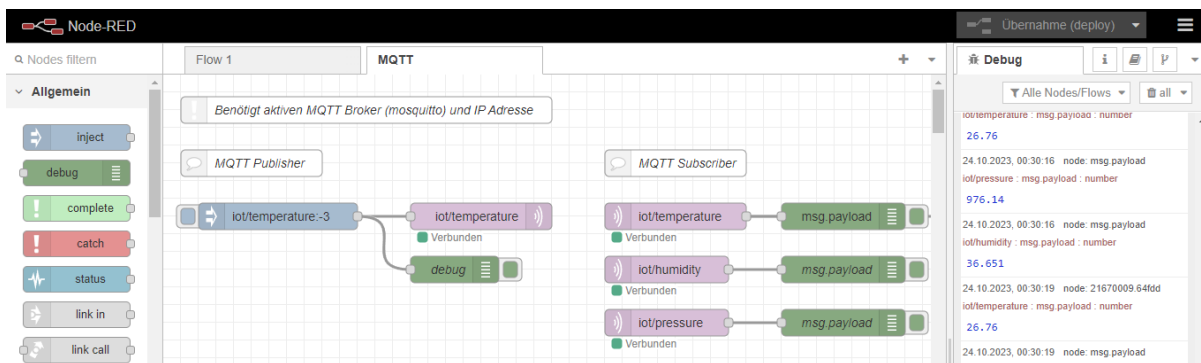 Node-RED
Übernahme (deploy)
Nodes filtern
Flow 1
MQTT
Debug
i
Allgemein
inject
debug
complete
catch
status
link in
link call
Benötigt aktiven MQTT Broker (mosquitto) und IP Adresse
MQTT Publisher
iot/temperature:-3
iot/temperature
Verbunden
debug
MQTT Subscriber
iot/temperature
msg.payload
Verbunden
iot/humidity
msg.payload
Verbunden
iot/pressure
msg.payload
Verbunden
Alle Nodes/Flows
all
iot/temperature : msg.payload : number
26.76
24.10.2023, 00:30:16 node: msg.payload
iot/pressure : msg.payload : number
976.14
24.10.2023, 00:30:16 node: msg.payload
iot/humidity : msg.payload : number
36.651
24.10.2023, 00:30:19 node: 21670009.64fdd
iot/temperature : msg.payload : number
26.76
24.10.2023, 00:30:19 node: msg.payload